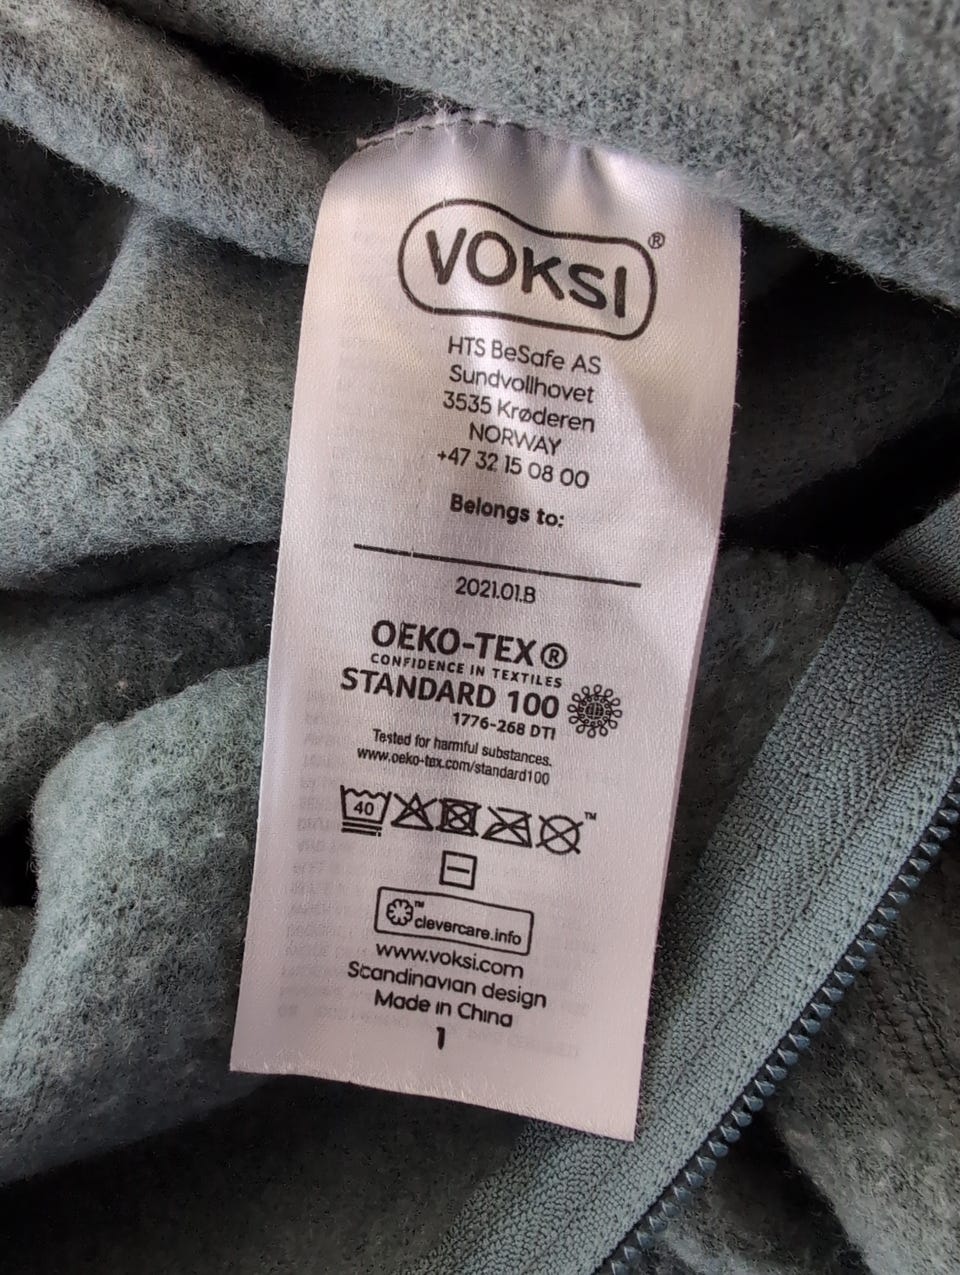 VOKSI®
HTS BeSafe AS
Sundvollhovet
3535 Krøderen
NORWAY
+47 32 15 08 00
Belongs to:
2021.01.B
OEKO-TEX®
CONFIDENCE IN TEXTILES
STANDARD 100
1776-268 DTI
Tested for harmful substances.
www.oeko-tex.com/standard100
40 ™
™ clevercare.info
www.voksi.com
Scandinavian design
Made in China
1